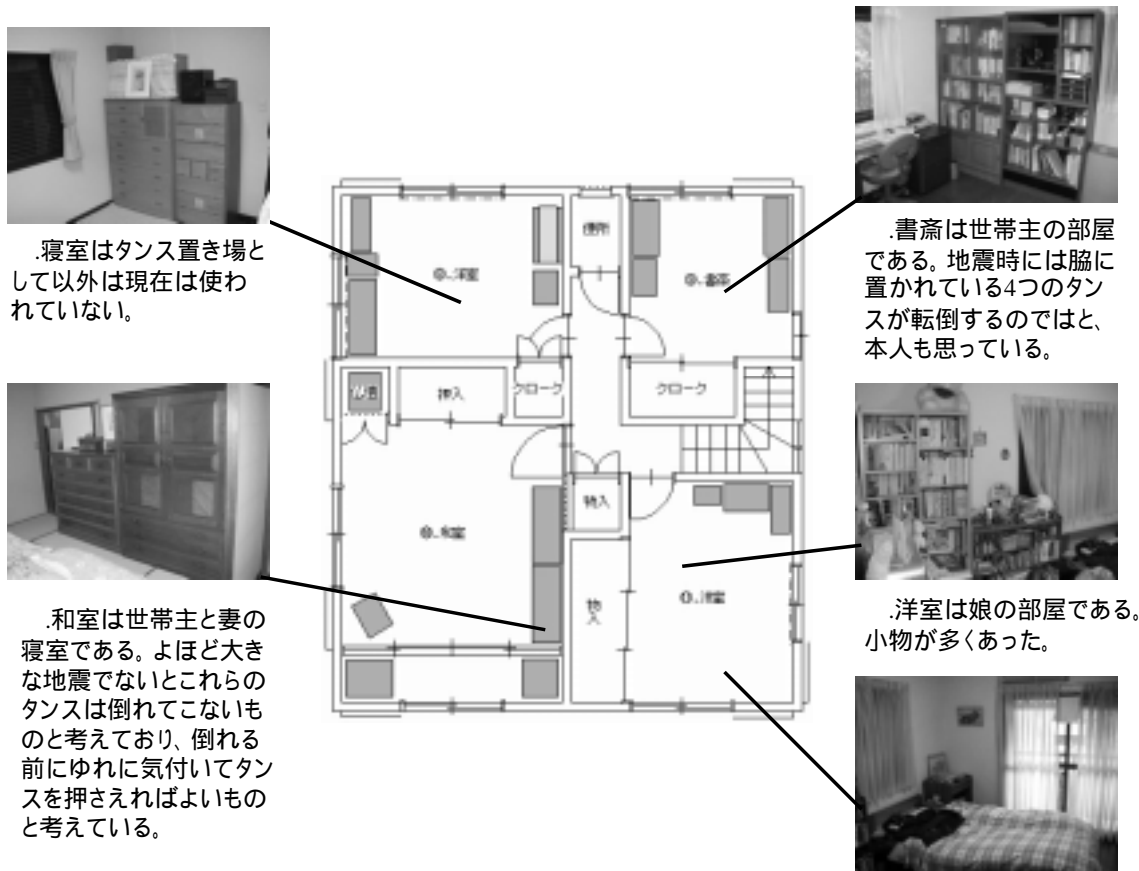 .寝室はタンス置き場と
して以外は現在は使わ
れていない。
.書斎は世帯主の部屋
である。地震時には脇に
置かれている4つのタン
スが転倒するのではと、
本人も思っている。
便所
クローク
クローク
押入
物入
物入
.和室は世帯主と妻の
寝室である。よほど大き
な地震でないとこれらの
タンスは倒れてこないも
のと考えており、倒れる
前にゆれに気付いてタン
スを押さえればよいもの
と考えている。
.洋室は娘の部屋である。
小物が多くあった。